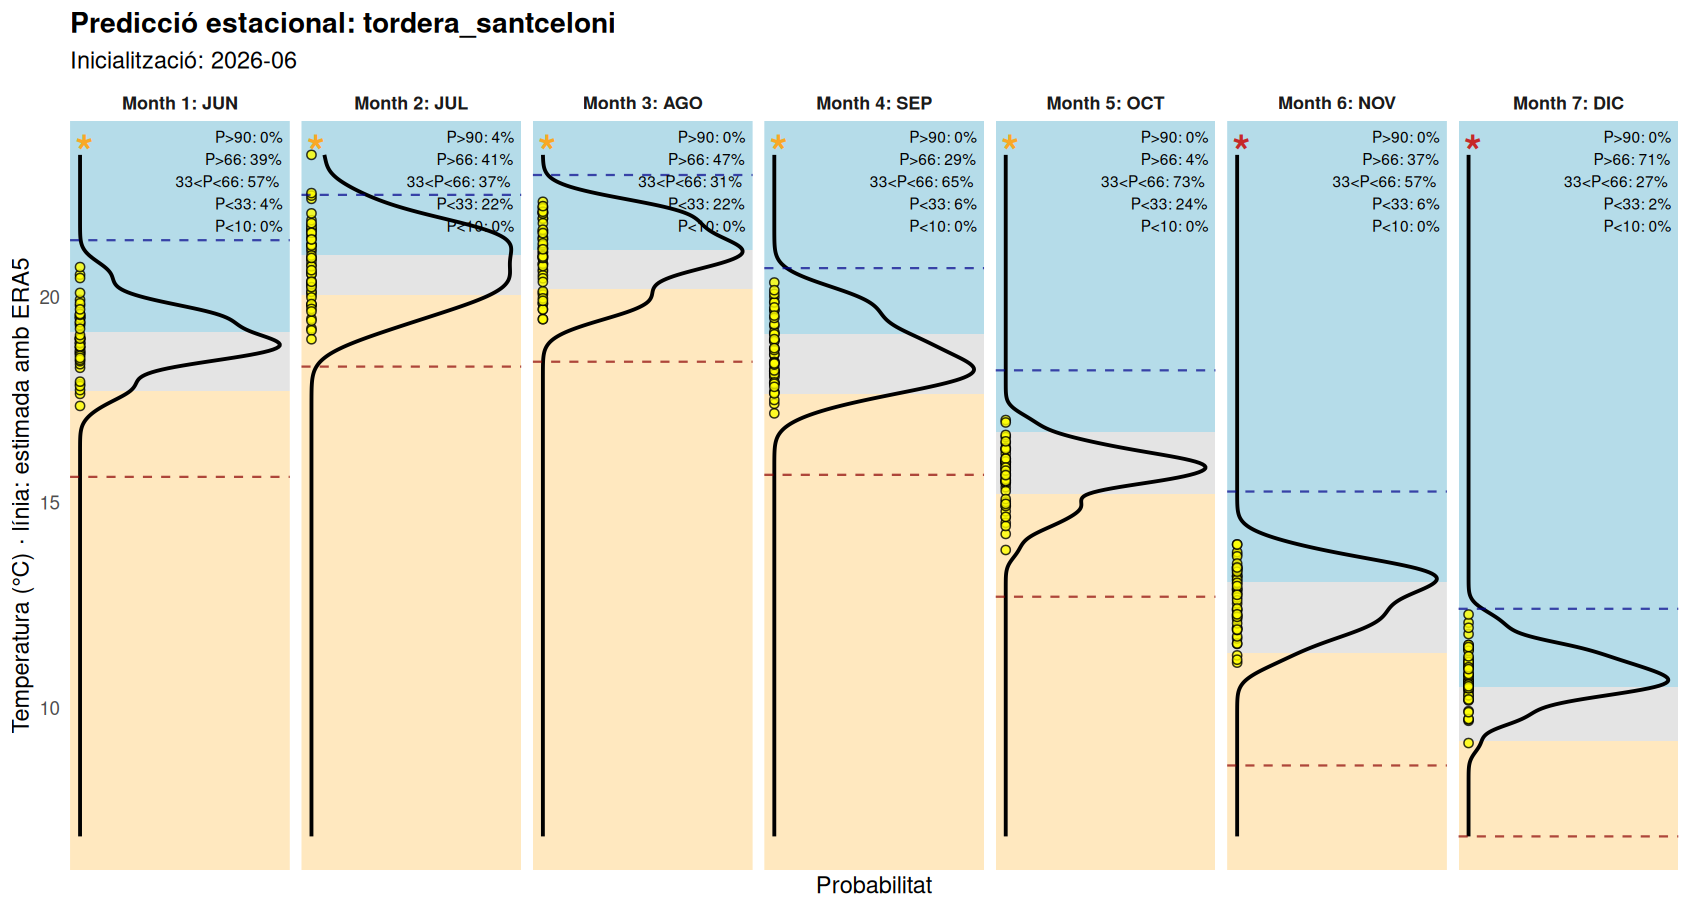 Predicció estacional: tordera_santceloni
Inicialització: 2026-06
Month 1: JUN
Month 2: JUL
Month 3: AGO
Month 4: SEP
Month 5: OCT
Month 6: NOV
Month 7: DIC
*
P>90: 0%
P>66: 39%
33<P<66: 57%
P<33: 4%
P<10: 0%
*
P>90: 4%
P>66: 41%
33<P<66: 37%
P<33: 22%
P<10: 0%
*
P>90: 0%
P>66: 47%
33<P<66: 31%
P<33: 22%
P<10: 0%
*
P>90: 0%
P>66: 29%
33<P<66: 65%
P<33: 6%
P<10: 0%
*
P>90: 0%
P>66: 4%
33<P<66: 73%
P<33: 24%
P<10: 0%
*
P>90: 0%
P>66: 37%
33<P<66: 57%
P<33: 6%
P<10: 0%
*
P>90: 0%
P>66: 71%
33<P<66: 27%
P<33: 2%
P<10: 0%
Temperatura (°C) · línia: estimada amb ERA5
20
15
10
Probabilitat